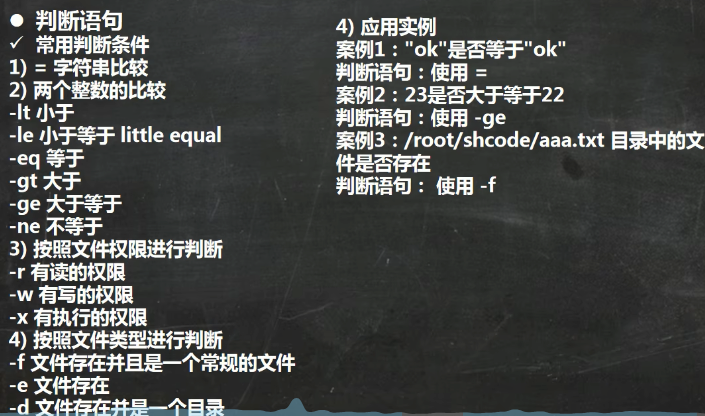 ● 判断语句
✓ 常用判断条件
1) = 字符串比较
2) 两个整数的比较
-lt 小于
-le 小于等于 little equal
-eq 等于
-gt 大于
-ge 大于等于
-ne 不等于
3) 按照文件权限进行判断
-r 有读的权限
-w 有写的权限
-x 有执行的权限
4) 按照文件类型进行判断
-f 文件存在并且是一个常规的文件
-e 文件存在
-d 文件存在并是一个目录
4) 应用实例
案例1："ok"是否等于"ok"
判断语句：使用 =
案例2：23是否大于等于22
判断语句：使用 -ge
案例3：/root/shcode/aaa.txt 目录中的文
件是否存在
判断语句： 使用 -f